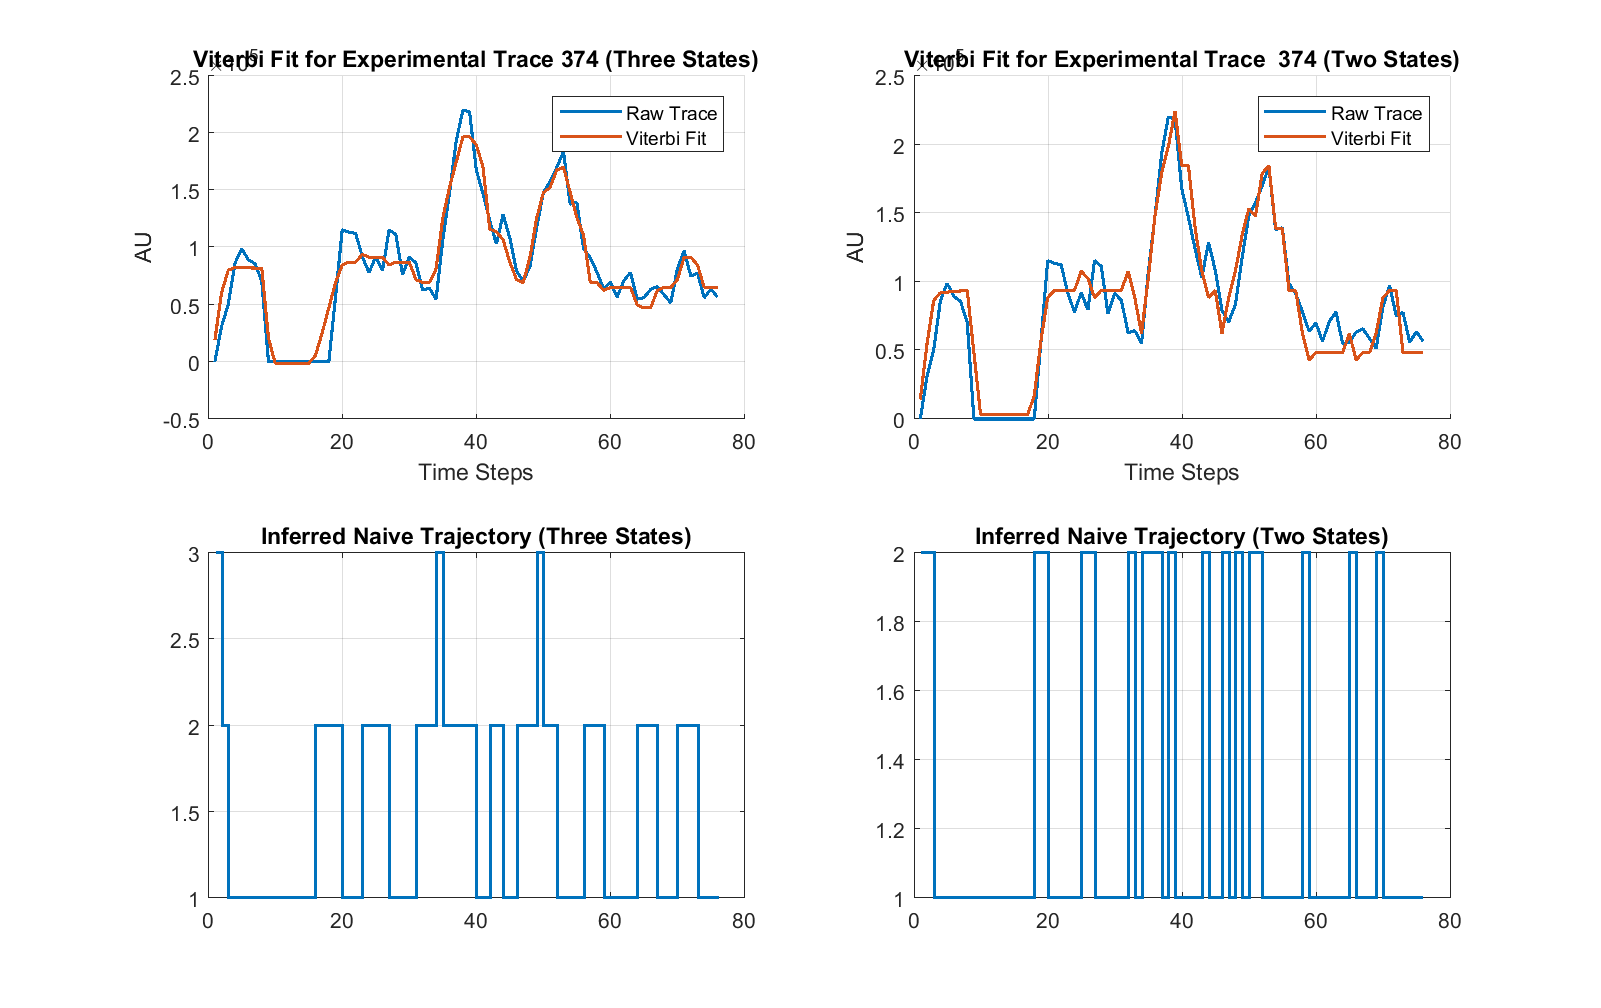 Viterbi Fit for Experimental Trace 374 (Three States)
×10^5
2.5
2
1.5
1
0.5
0
-0.5
AU
Raw Trace
Viterbi Fit
0 20 40 60 80
Time Steps
Viterbi Fit for Experimental Trace  374 (Two States)
×10^5
2.5
2
1.5
1
0.5
0
AU
Raw Trace
Viterbi Fit
0 20 40 60 80
Time Steps
Inferred Naive Trajectory (Three States)
3
2.5
2
1.5
1
0 20 40 60 80
Inferred Naive Trajectory (Two States)
2
1.8
1.6
1.4
1.2
1
0 20 40 60 80